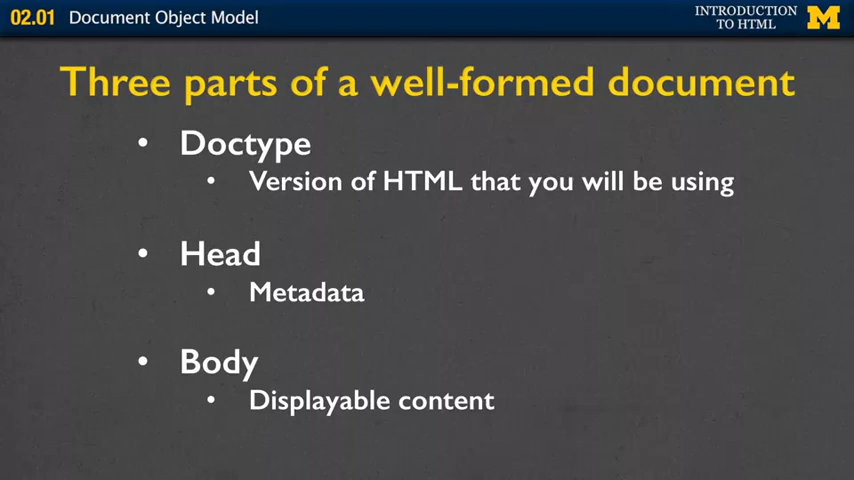 02.01 Document Object Model
INTRODUCTION
TO HTML
M
Three parts of a well-formed document
• Doctype
• Version of HTML that you will be using
• Head
• Metadata
• Body
• Displayable content